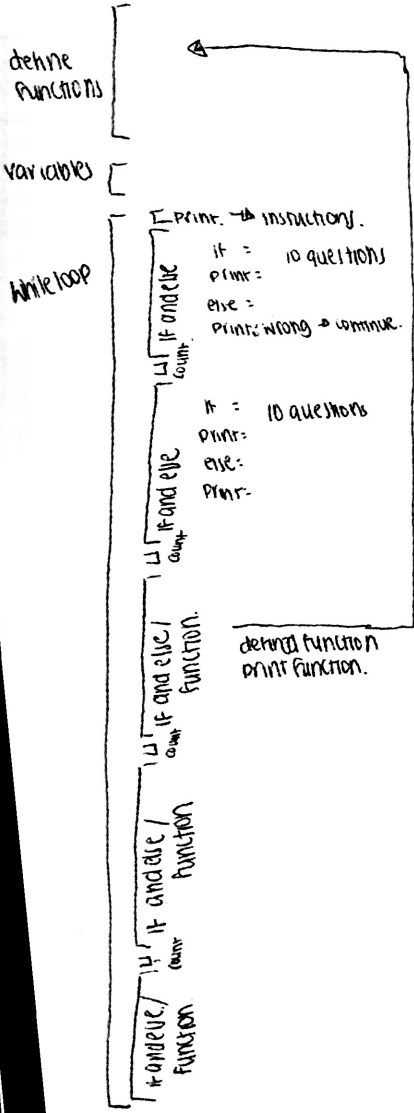 define
functions
variables
while loop
print. → instructions.
if = 10 questions
print =
else =
print: wrong → continue.
if and else
count.
if = 10 questions
print:
else:
print-
if and else
count
defined function
print function.
if and else /
function.
count
if and else /
function
count
if and else /
function.